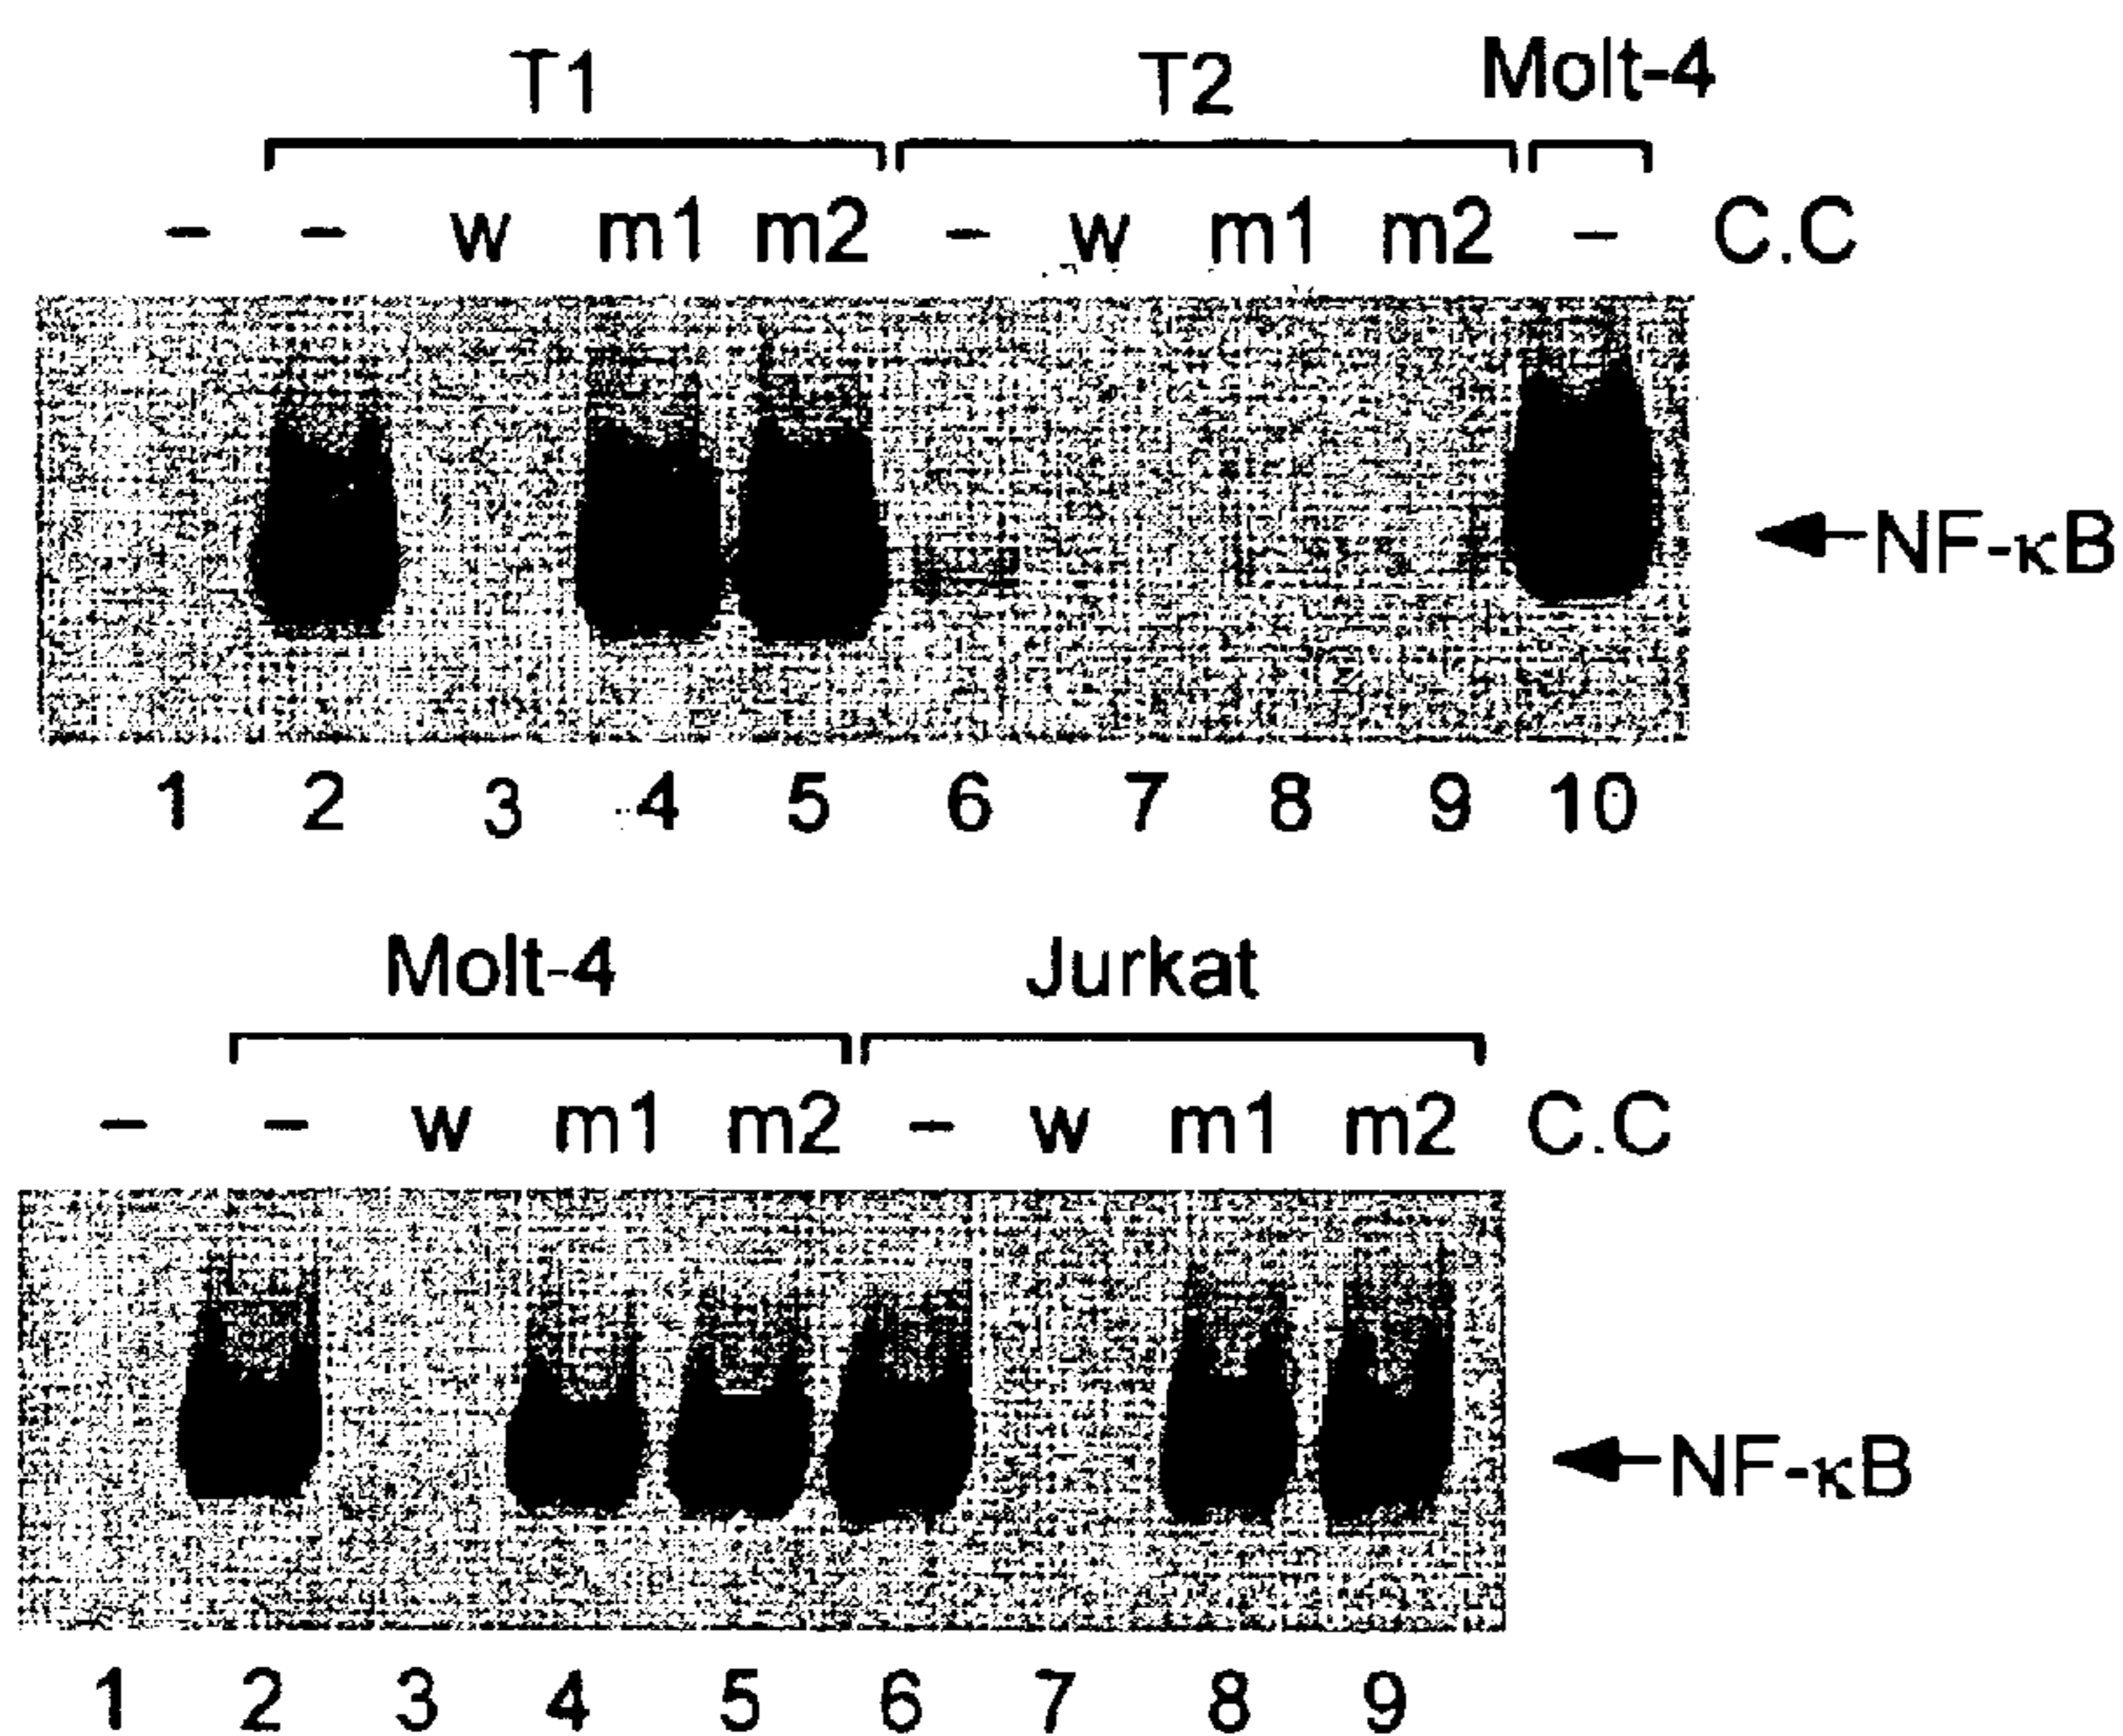 T1 T2 Molt-4
– – w m1 m2 – w m1 m2 – C.C
NF-κB
1 2 3 4 5 6 7 8 9 10
Molt-4 Jurkat
– – w m1 m2 – w m1 m2 C.C
NF-κB
1 2 3 4 5 6 7 8 9